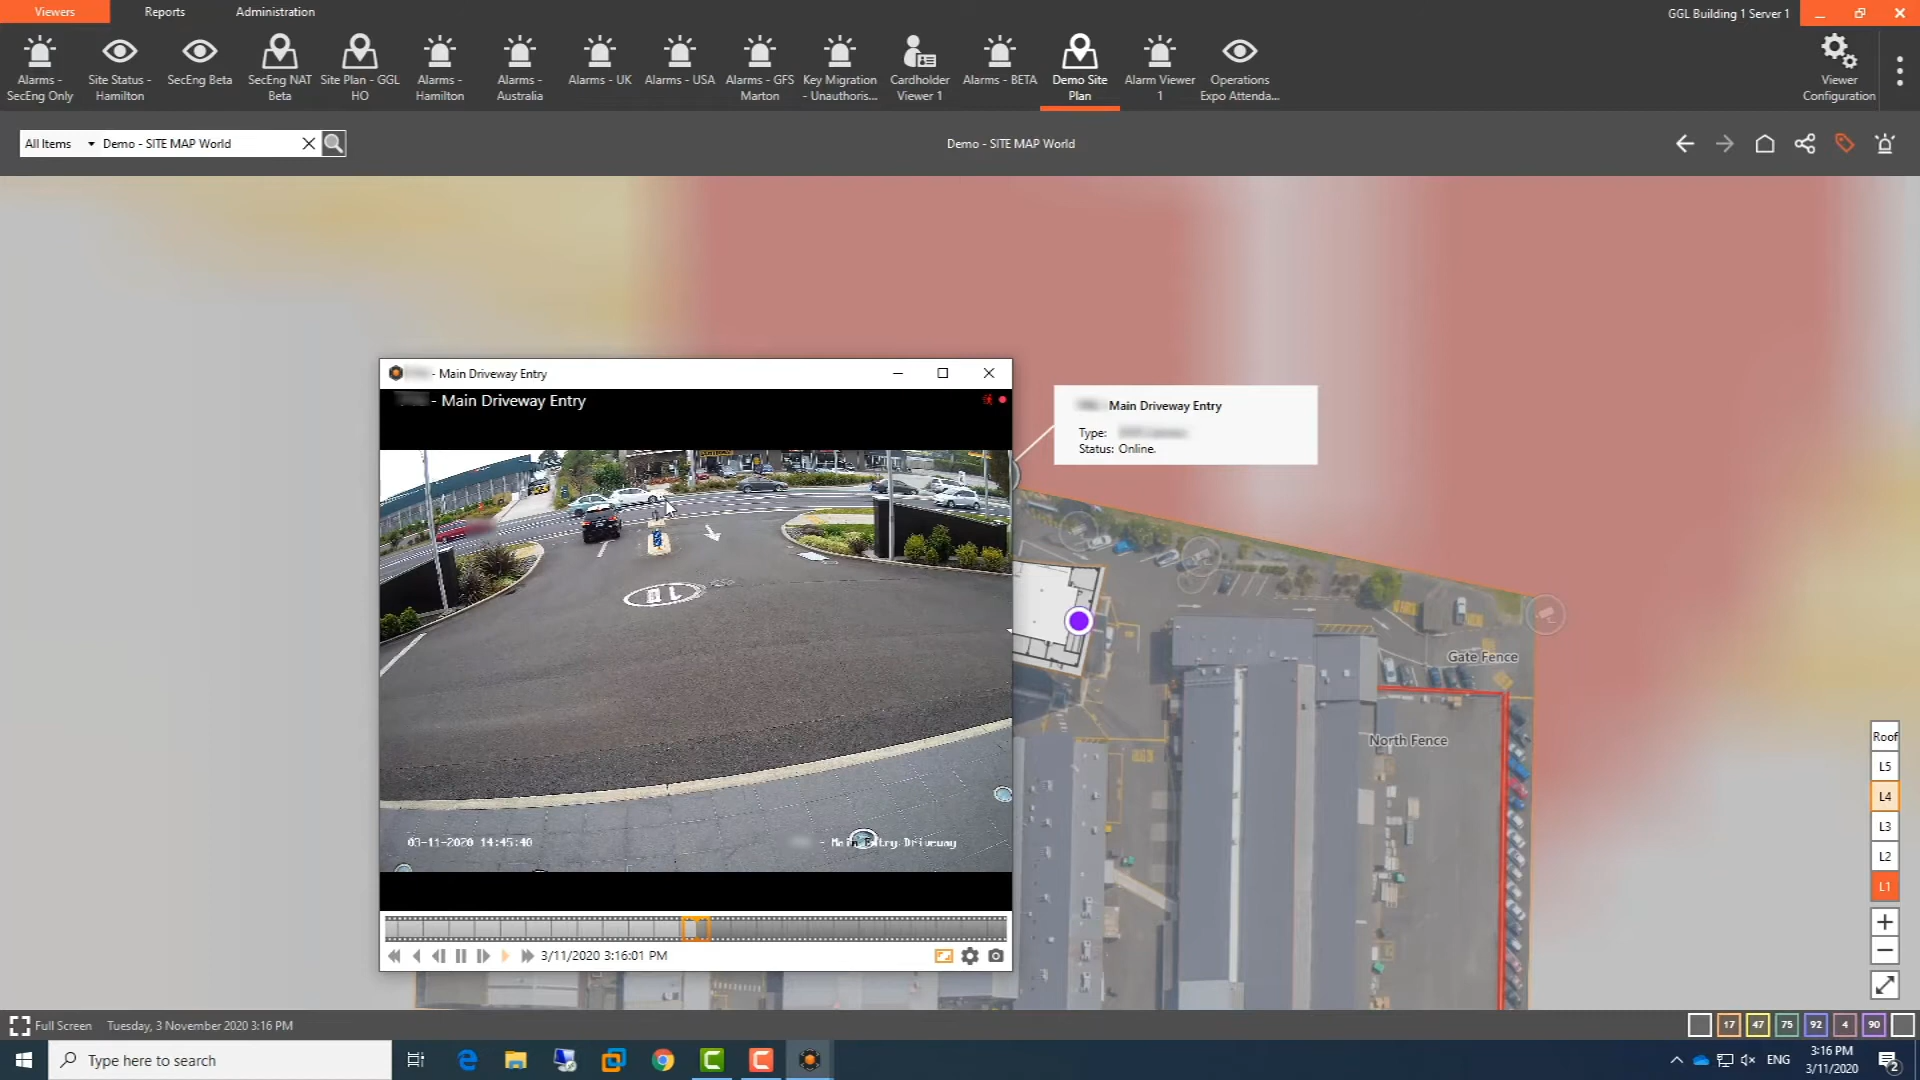 Viewers
Reports
Administration
GGL Building 1 Server 1
Alarms -
SecEng Only
Site Status -
Hamilton
SecEng Beta
SecEng NAT
Beta
Site Plan - GGL
HO
Alarms -
Hamilton
Alarms -
Australia
Alarms - UK
Alarms - USA
Alarms - GFS
Marton
Key Migration
- Unauthoris...
Cardholder
Viewer 1
Alarms - BETA
Demo Site
Plan
Alarm Viewer
1
Operations
Expo Attenda...
Viewer
Configuration
All Items
Demo - SITE MAP World
Demo - SITE MAP World
- Main Driveway Entry
- Main Driveway Entry
Main Driveway Entry
Type:
Status: Online.
10
03-11-2020 14:45:40
- Main Entry Driveway
3/11/2020 3:16:01 PM
Gate Fence
North Fence
Roof
L5
L4
L3
L2
L1
Full Screen
Tuesday, 3 November 2020 3:16 PM
17
47
75
92
4
90
Type here to search
ENG
3:16 PM
3/11/2020
2